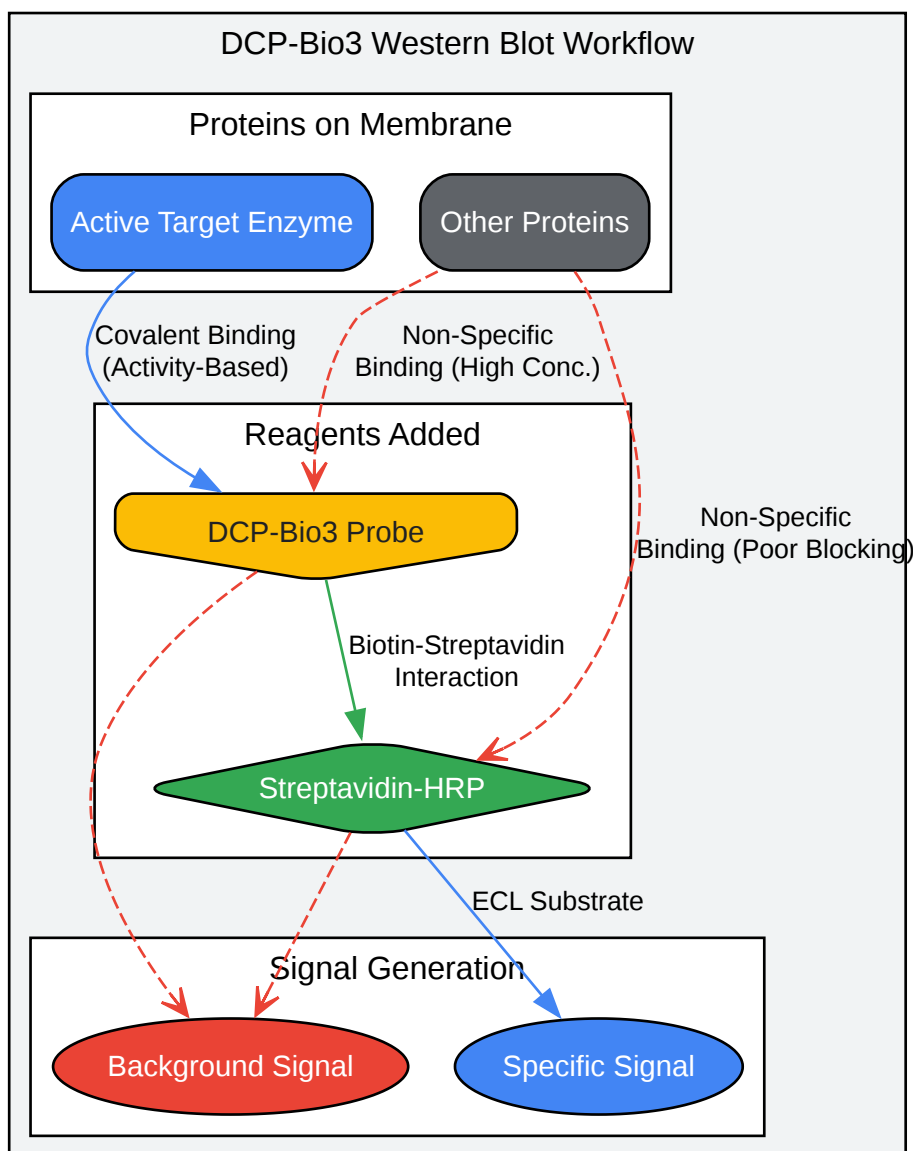 DCP-Bio3 Western Blot Workflow
Proteins on Membrane
Active Target Enzyme
Other Proteins
Covalent Binding
(Activity-Based)
Non-Specific
Binding (High Conc.)
Reagents Added
DCP-Bio3 Probe
Non-Specific
Binding (Poor Blocking)
Biotin-Streptavidin
Interaction
Streptavidin-HRP
ECL Substrate
Signal Generation
Background Signal
Specific Signal